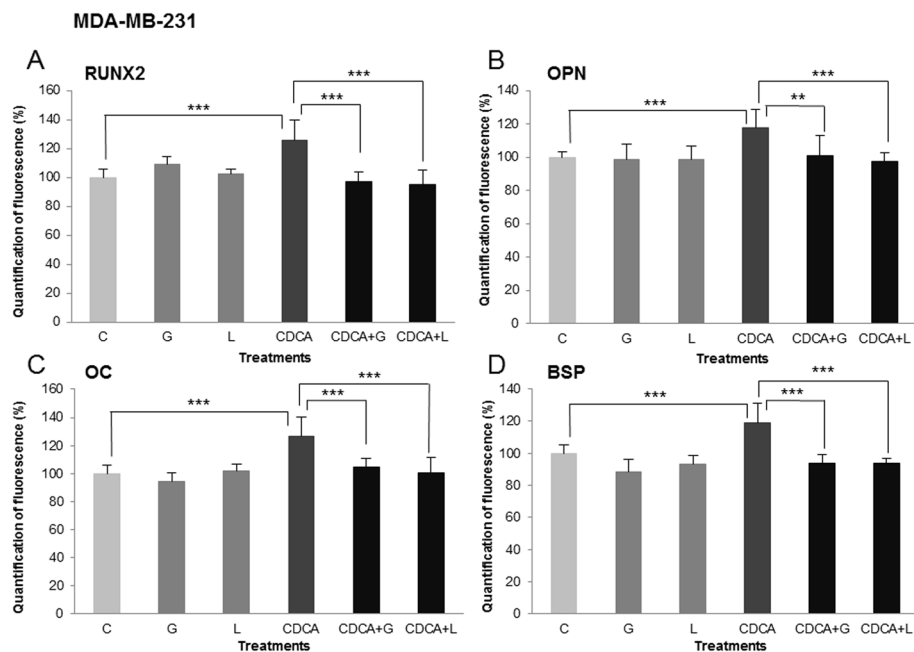 MDA-MB-231
A
RUNX2
Quantification of fluorescence (%)
160
140
120
100
80
60
40
20
0
***
***
***
C G L CDCA CDCA+G CDCA+L
Treatments
B
OPN
Quantification of fluorescence (%)
140
120
100
80
60
40
20
0
***
***
**
C G L CDCA CDCA+G CDCA+L
Treatments
C
OC
Quantification of fluorescence (%)
160
140
120
100
80
60
40
20
0
***
***
***
C G L CDCA CDCA+G CDCA+L
Treatments
D
BSP
Quantification of fluorescence (%)
140
120
100
80
60
40
20
0
***
***
***
C G L CDCA CDCA+G CDCA+L
Treatments